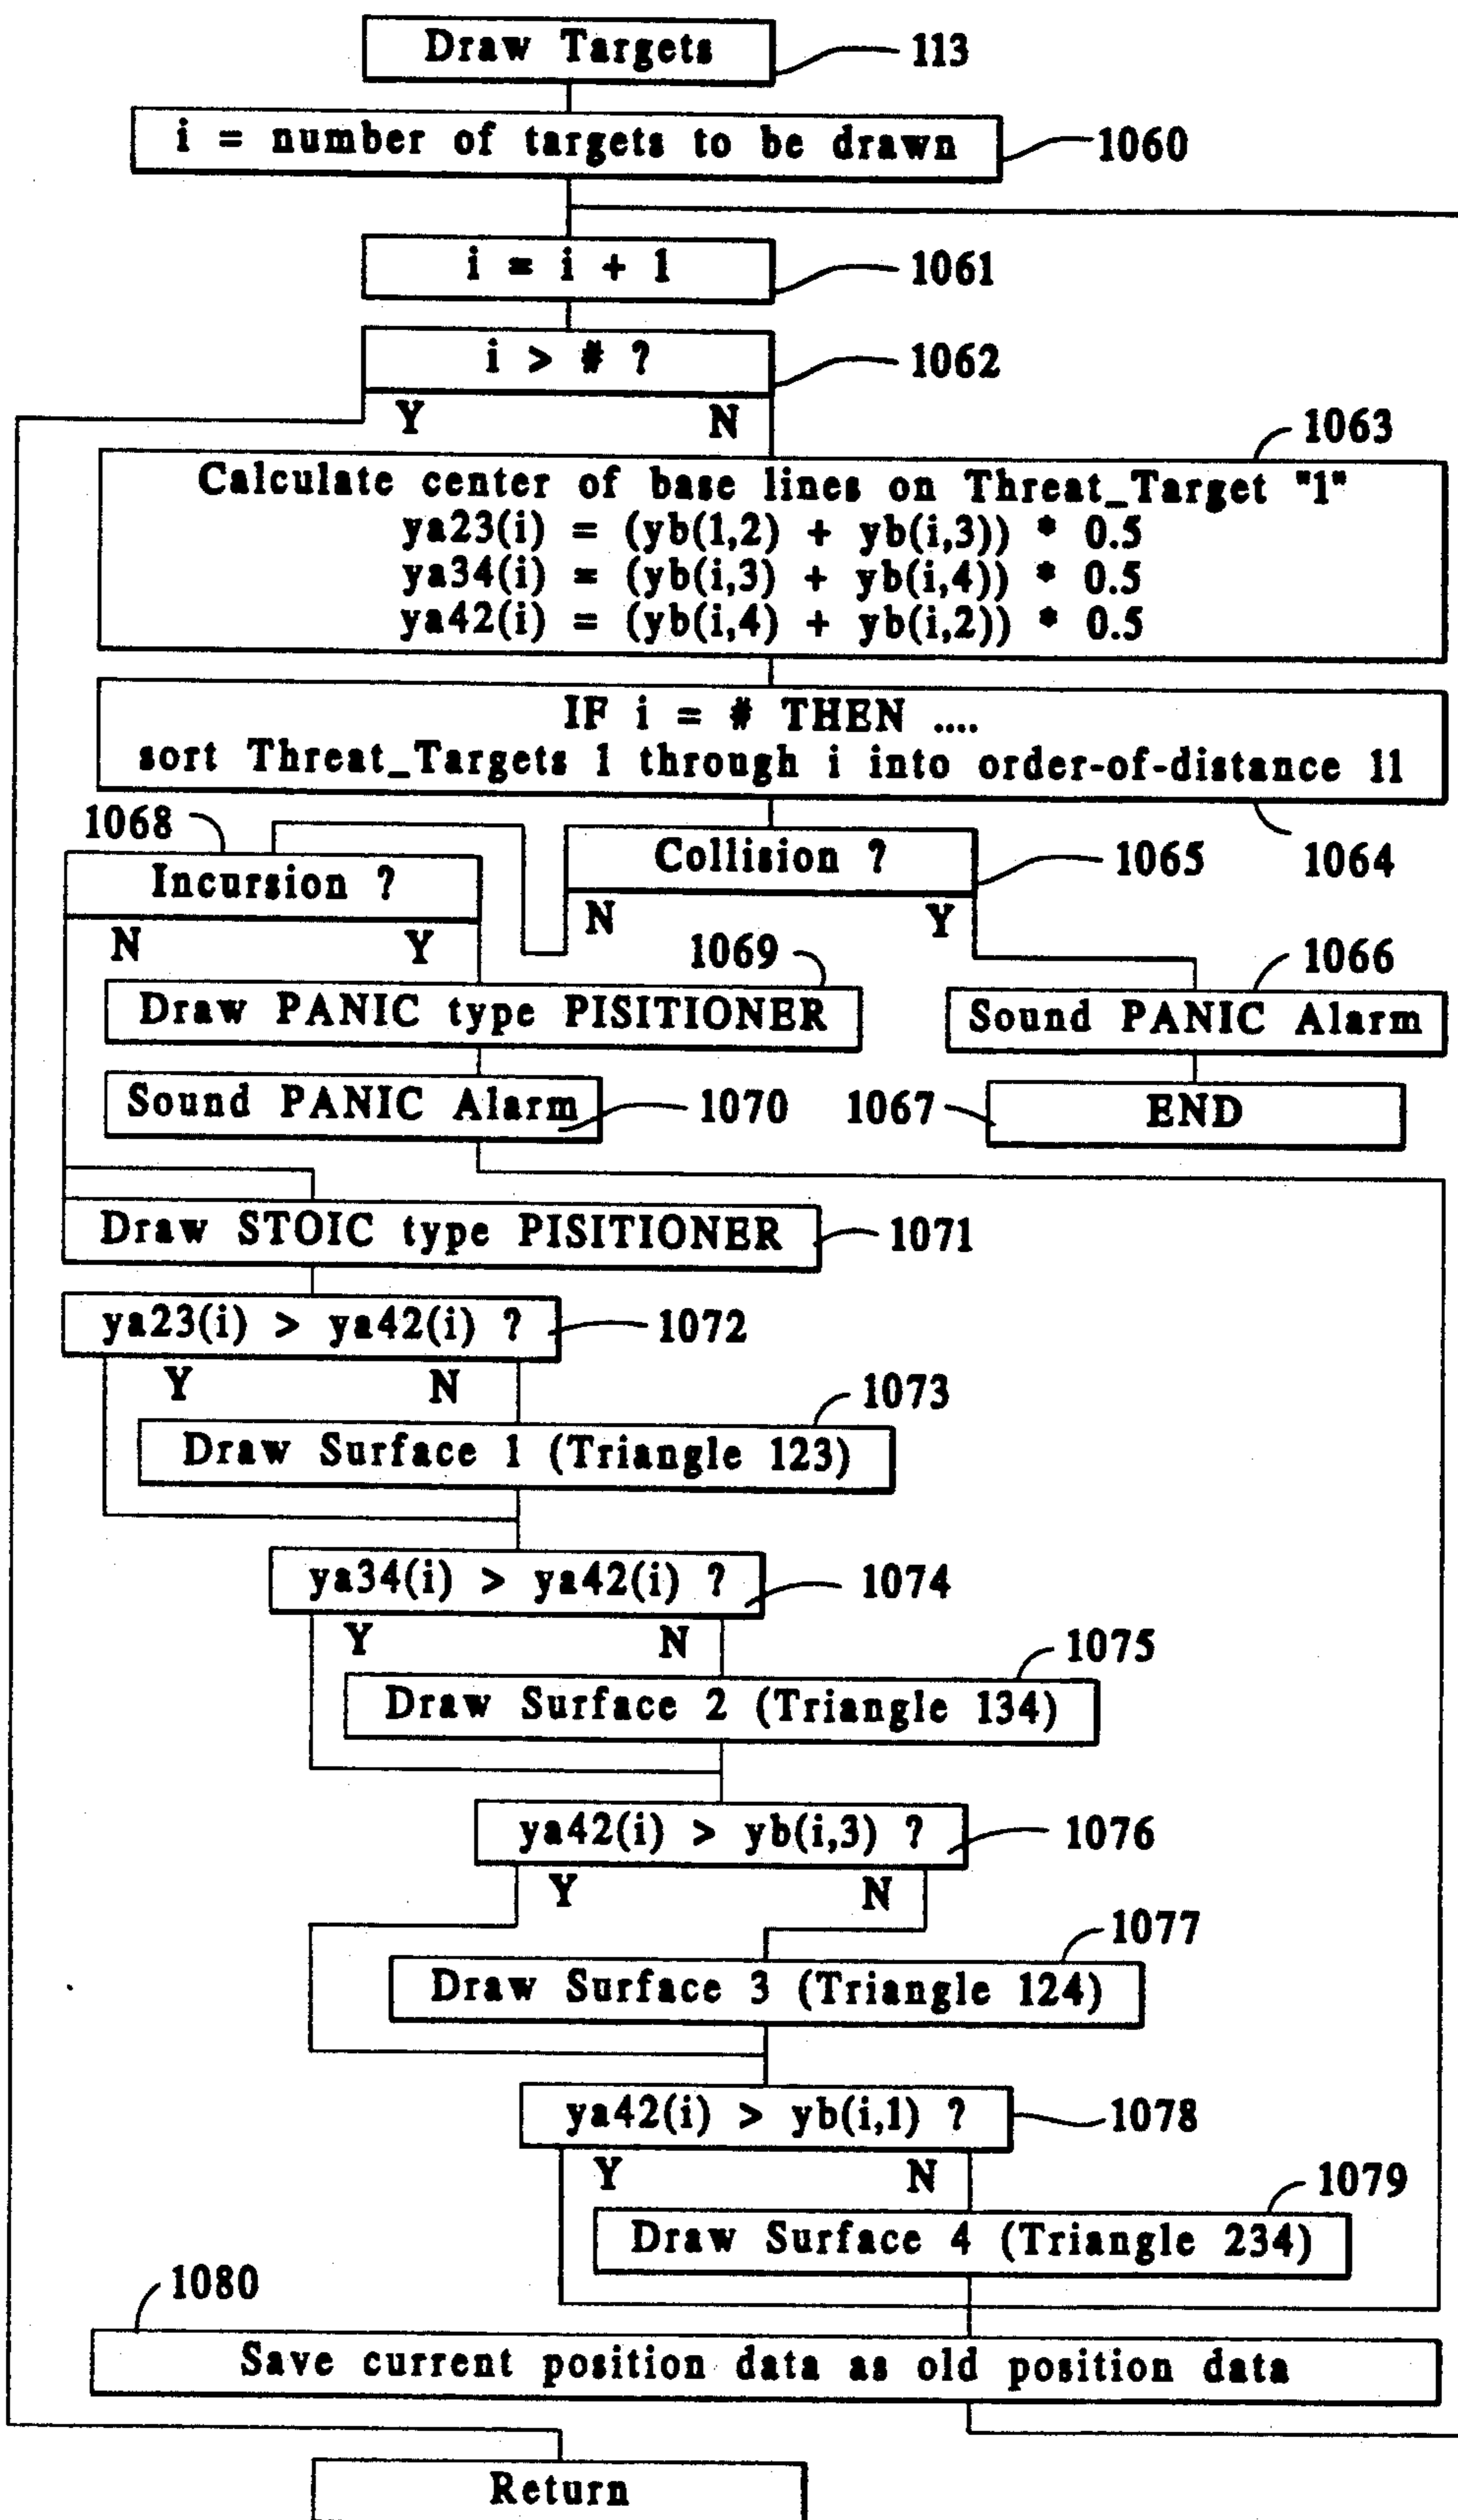 Draw Targets
113
i = number of targets to be drawn
1060
i = i + 1
1061
i > # ?
1062
Y N
1063
Calculate center of base lines on Threat_Target "1"
ya23(i) = (yb(1,2) + yb(i,3)) * 0.5
ya34(i) = (yb(i,3) + yb(i,4)) * 0.5
ya42(i) = (yb(i,4) + yb(i,2)) * 0.5
IF i = # THEN ....
sort Threat_Targets 1 through i into order-of-distance 11
1064
Collision ?
1065
N Y
1068
Incursion ?
N Y
1069
Draw PANIC type PISITIONER
1066
Sound PANIC Alarm
Sound PANIC Alarm
1070
1067
END
Draw STOIC type PISITIONER
1071
ya23(i) > ya42(i) ?
1072
Y N
1073
Draw Surface 1 (Triangle 123)
ya34(i) > ya42(i) ?
1074
Y N
1075
Draw Surface 2 (Triangle 134)
ya42(i) > yb(i,3) ?
1076
Y N
1077
Draw Surface 3 (Triangle 124)
ya42(i) > yb(i,1) ?
1078
Y N
1079
Draw Surface 4 (Triangle 234)
1080
Save current position data as old position data
Return